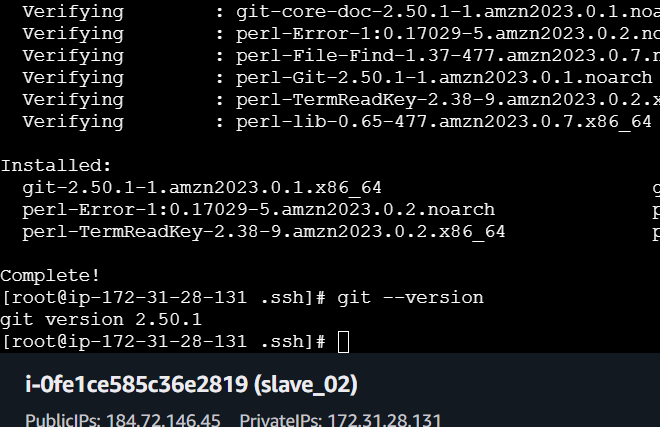 Verifying : git-core-doc-2.50.1-1.amzn2023.0.1.noa
Verifying : perl-Error-1:0.17029-5.amzn2023.0.2.no
Verifying : perl-File-Find-1.37-477.amzn2023.0.7.n
Verifying : perl-Git-2.50.1-1.amzn2023.0.1.noarch
Verifying : perl-TermReadKey-2.38-9.amzn2023.0.2.x
Verifying : perl-lib-0.65-477.amzn2023.0.7.x86_64
Installed:
git-2.50.1-1.amzn2023.0.1.x86_64 g
perl-Error-1:0.17029-5.amzn2023.0.2.noarch p
perl-TermReadKey-2.38-9.amzn2023.0.2.x86_64 p
Complete!
[root@ip-172-31-28-131 .ssh]# git --version
git version 2.50.1
[root@ip-172-31-28-131 .ssh]#
i-0fe1ce585c36e2819 (slave_02)
PublicIPs: 184.72.146.45 PrivateIPs: 172.31.28.131